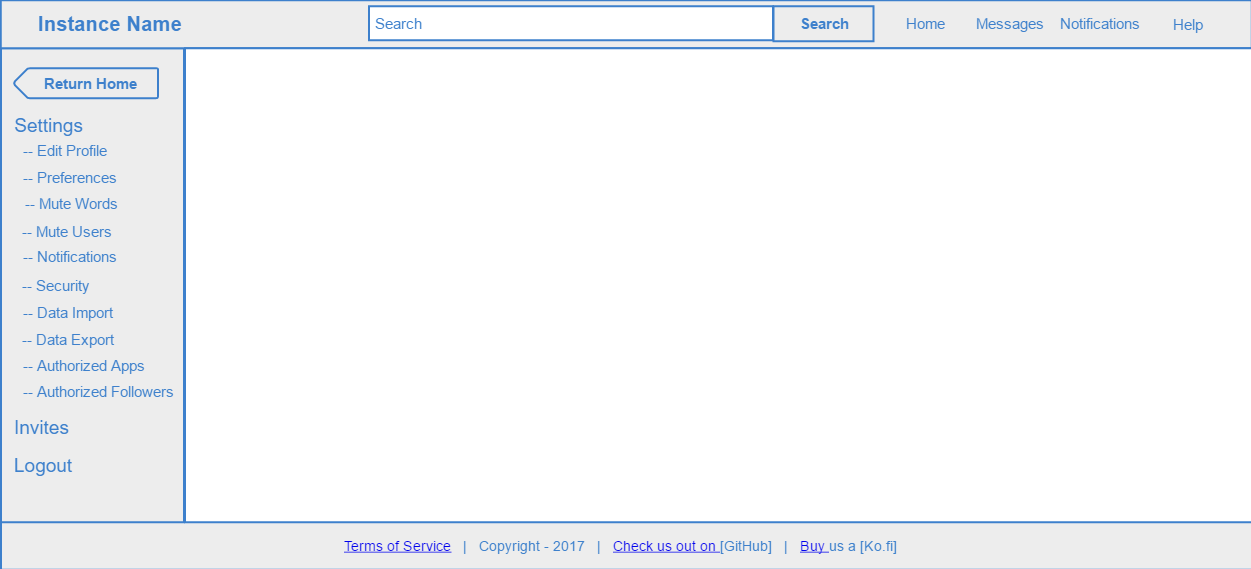 Instance Name
Search
Search
Home
Messages
Notifications
Help
Return Home
Settings
-- Edit Profile
-- Preferences
-- Mute Words
-- Mute Users
-- Notifications
-- Security
-- Data Import
-- Data Export
-- Authorized Apps
-- Authorized Followers
Invites
Logout
Terms of Service | Copyright - 2017 | Check us out on [GitHub] | Buy us a [Ko.fi]